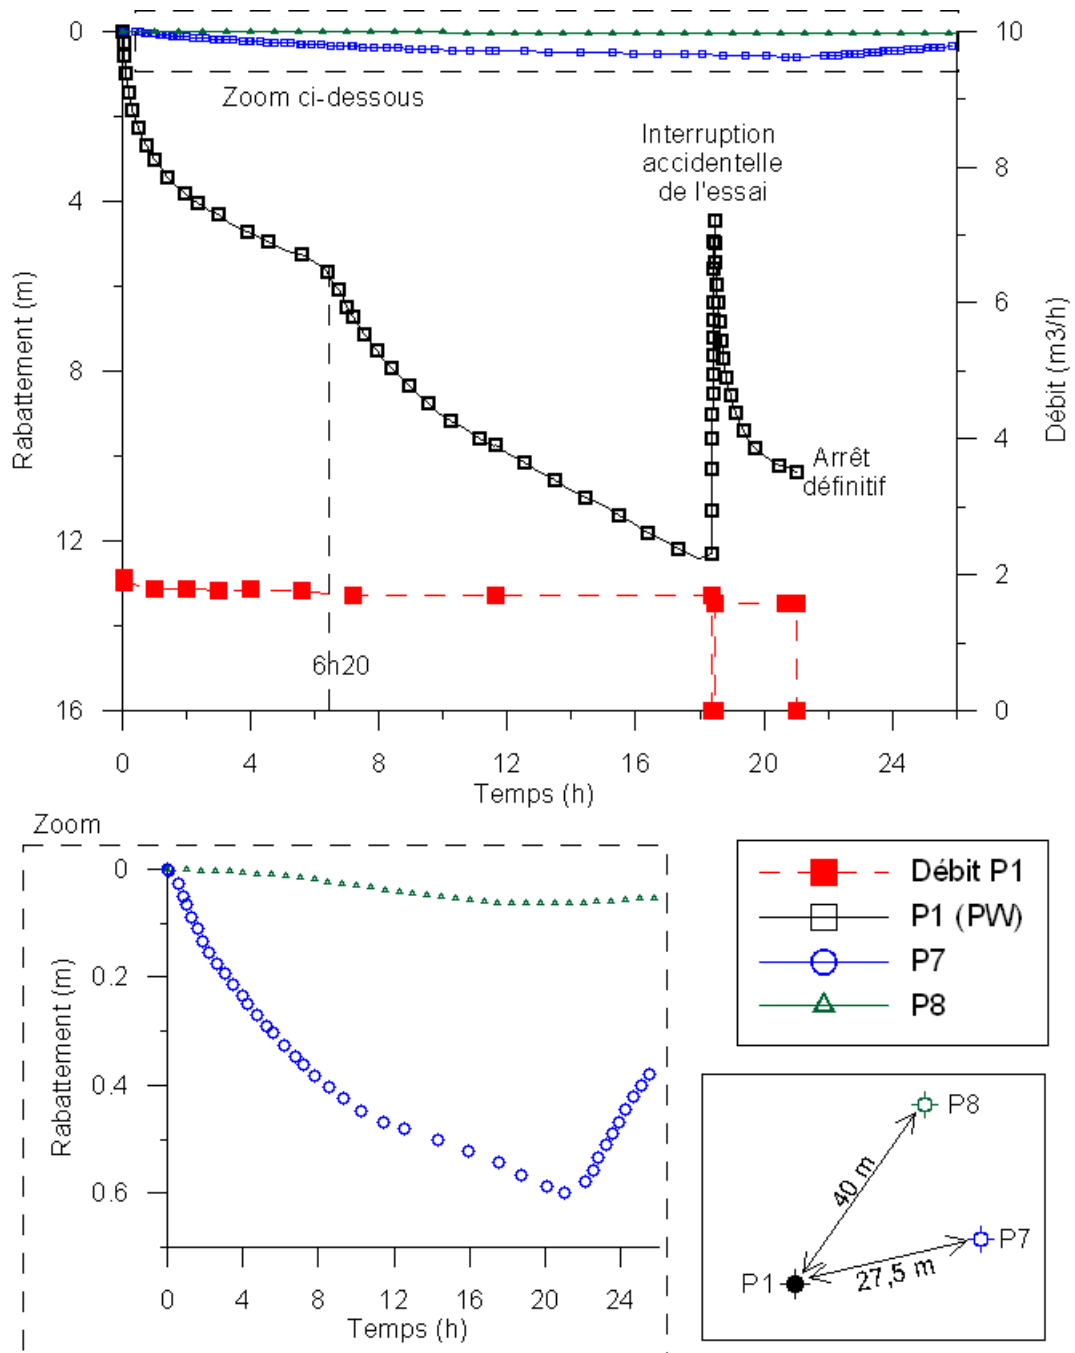 0
4
8
12
16
Rabattement (m)
10
8
6
4
2
0
Débit (m3/h)
Zoom ci-dessous
Interruption
accidentelle
de l'essai
Arrêt
définitif
6h20
0
4
8
12
16
20
24
Temps (h)
Zoom
0
0.2
0.4
0.6
Rabattement (m)
0
4
8
12
16
20
24
Temps (h)
Débit P1
P1 (PW)
P7
P8
P8
40 m
P7
27,5 m
P1